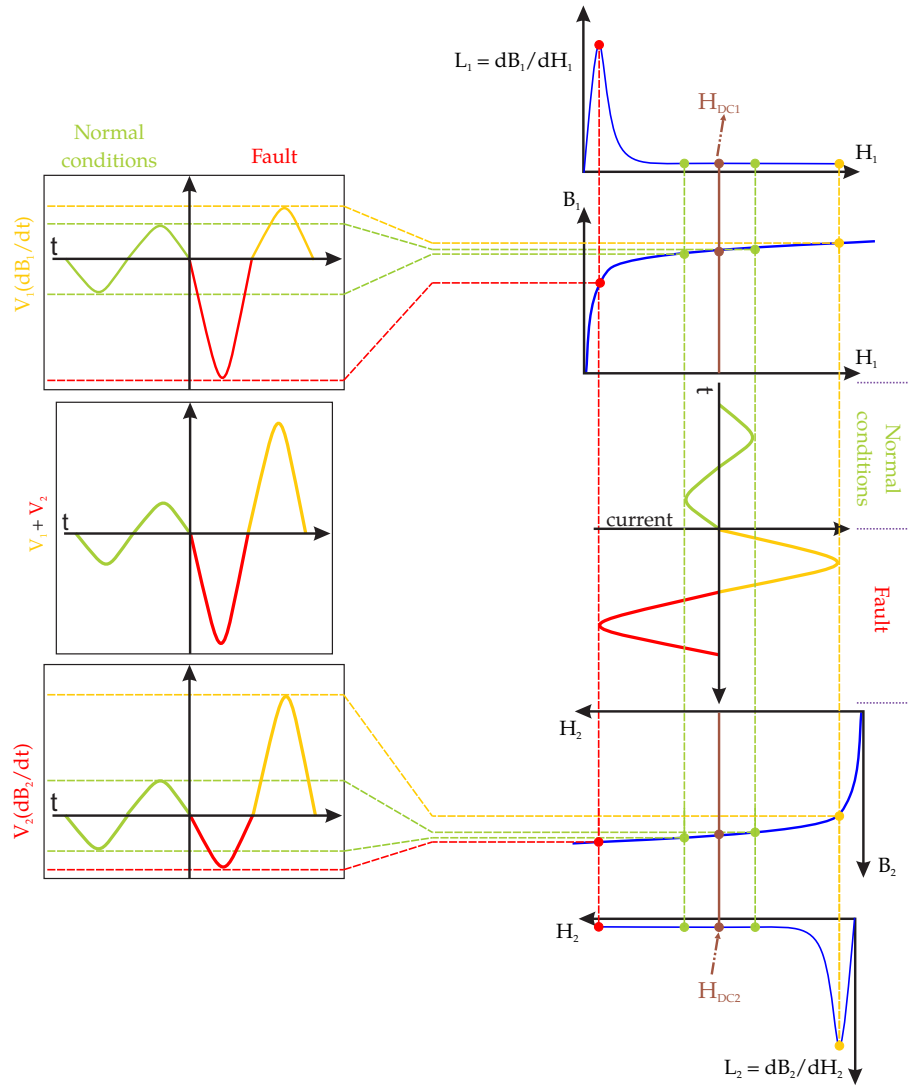 L₁ = dB₁/dH₁
H_DC1
H₁
Normal
conditions
Fault
t
V₁(dB₁/dt)
B₁
H₁
t
Normal
conditions
V₁+ V₂
t
current
Fault
t
V₂(dB₂/dt)
H₂
B₂
H₂
H_DC2
L₂ = dB₂/dH₂